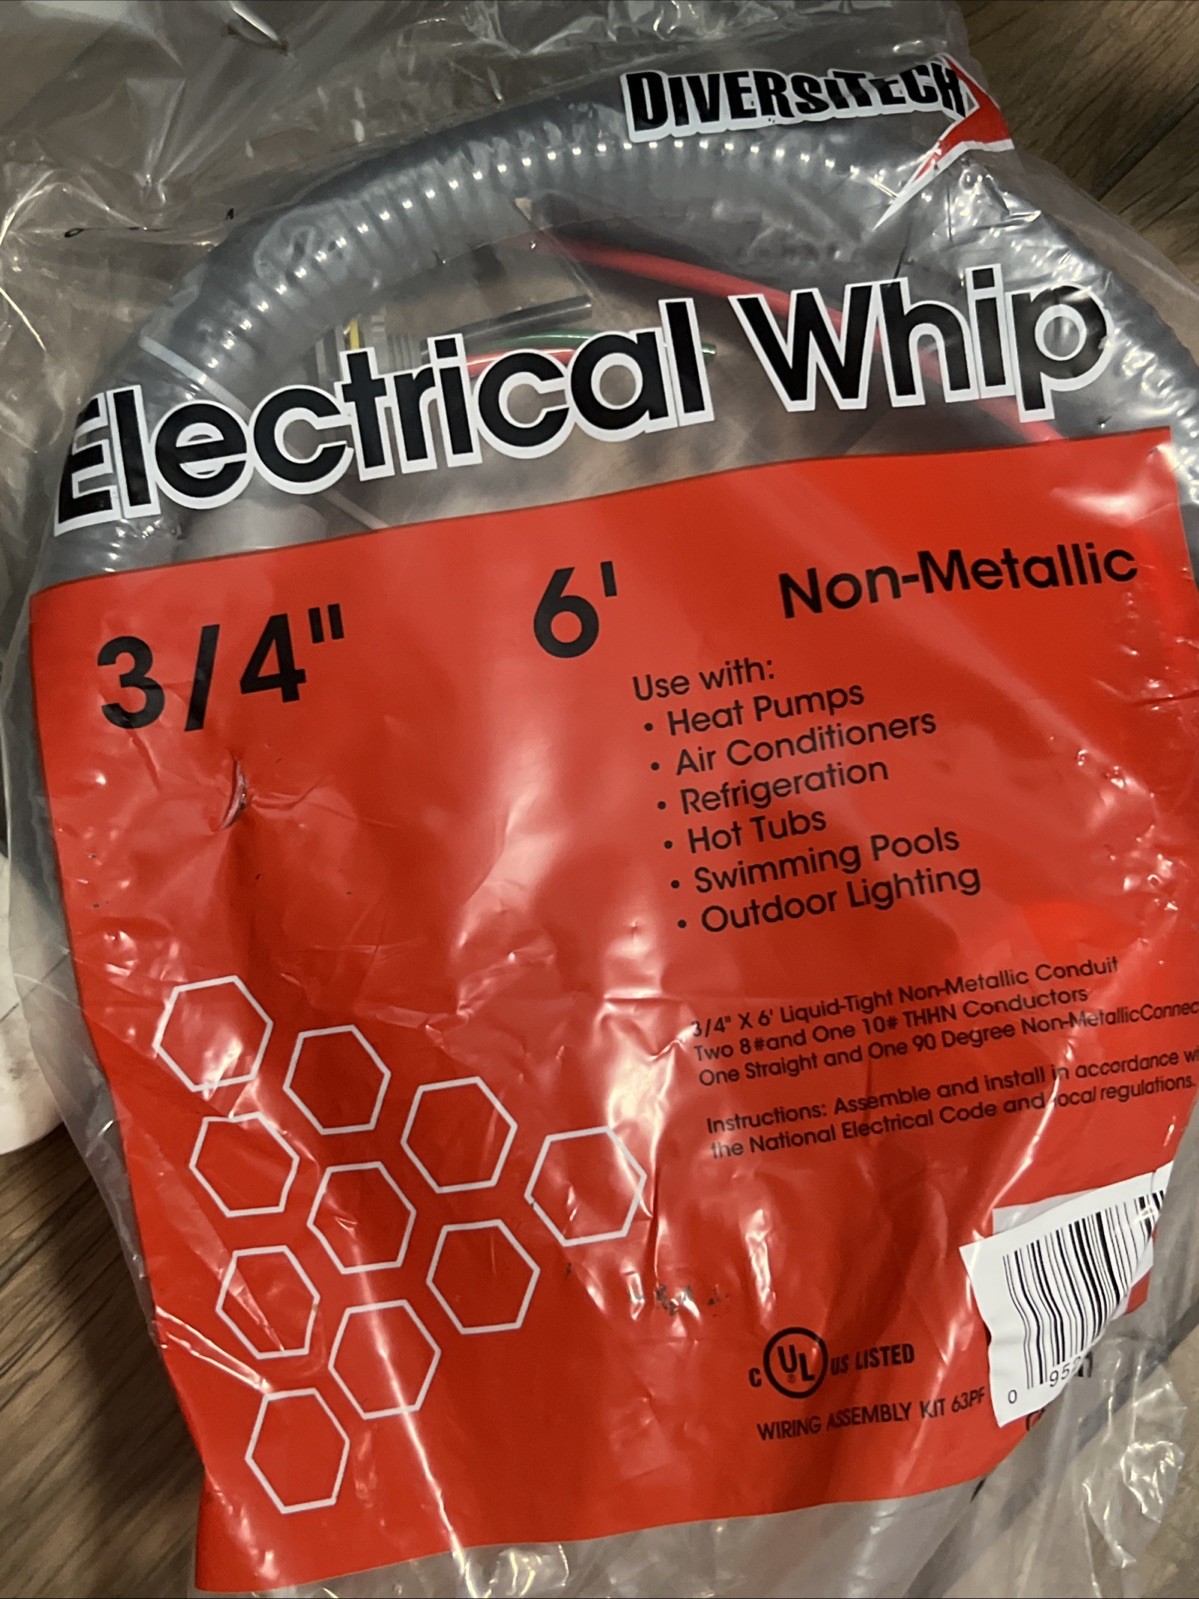 DIVERSITECH
Electrical Whip
3/4" 6' Non-Metallic
Use with:
• Heat Pumps
• Air Conditioners
• Refrigeration
• Hot Tubs
• Swimming Pools
• Outdoor Lighting
3/4" X 6' Liquid-Tight Non-Metallic Conduit
Two 8#and One 10# THHN Conductors
One Straight and One 90 Degree Non-MetallicConnec
Instructions: Assemble and install in accordance wi
the National Electrical Code and local regulations.
C UL ® US LISTED
WIRING ASSEMBLY KIT 63PF
0 95